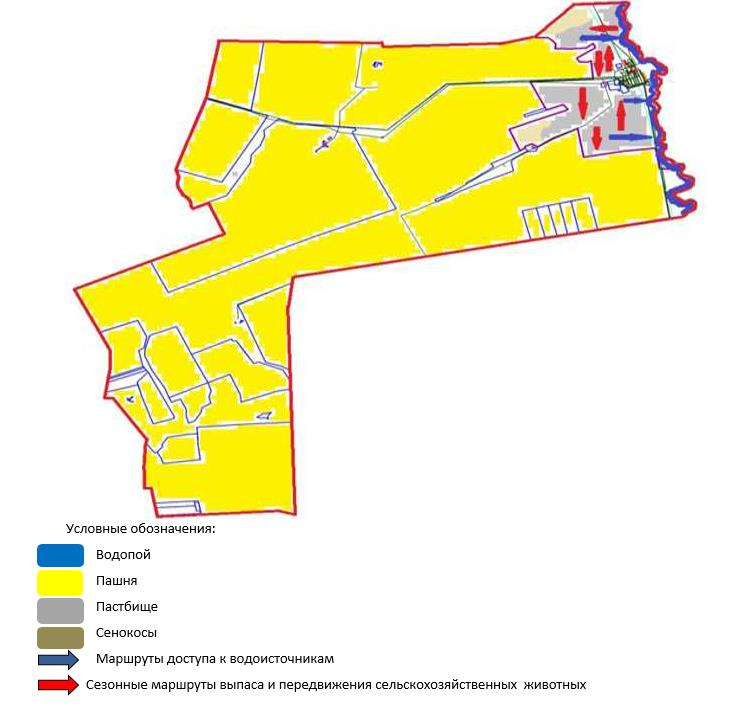 Условные обозначения:
Водопой
Пашня
Пастбище
Сенокосы
Маршруты доступа к водоисточникам
Сезонные маршруты выпаса и передвижения сельскохозяйственных животных